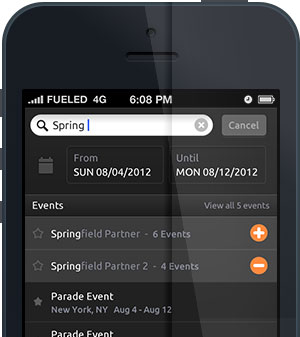 FUELED 4G 6:08 PM
Spring Cancel
From Until
SUN 08/04/2012 MON 08/12/2012
Events View all 5 events
Springfield Partner - 6 Events
Springfield Partner 2 - 4 Events
Parade Event
New York, NY Aug 4 - Aug 12
Parade Event